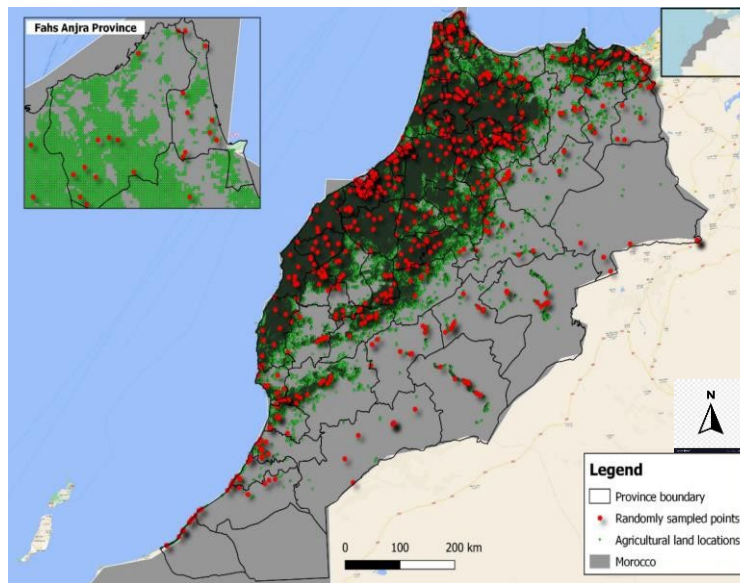 Fahs Anjra Province
N
Legend
Province boundary
Randomly sampled points
Agricultural land locations
Morocco
0 100 200 km